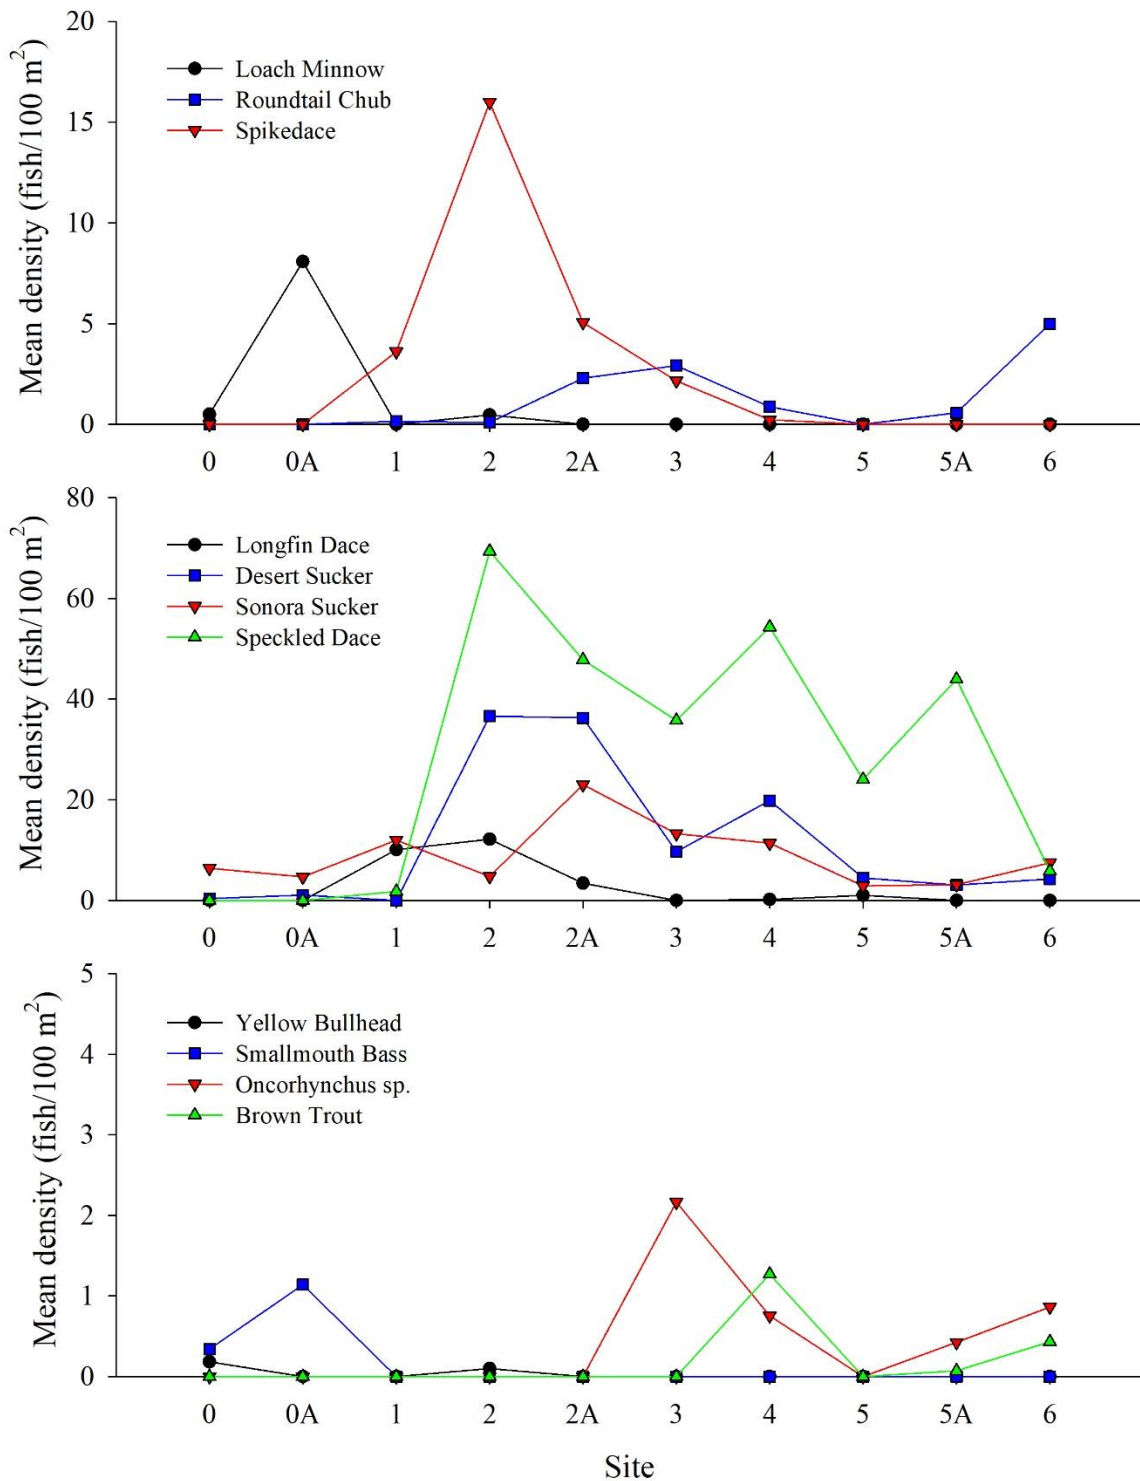 Mean density (fish/100 m²)
20
15
10
5
0
Loach Minnow
Roundtail Chub
Spikedace
0 0A 1 2 2A 3 4 5 5A 6
Mean density (fish/100 m²)
80
60
40
20
0
Longfin Dace
Desert Sucker
Sonora Sucker
Speckled Dace
0 0A 1 2 2A 3 4 5 5A 6
Mean density (fish/100 m²)
5
4
3
2
1
0
Yellow Bullhead
Smallmouth Bass
Oncorhynchus sp.
Brown Trout
0 0A 1 2 2A 3 4 5 5A 6
Site